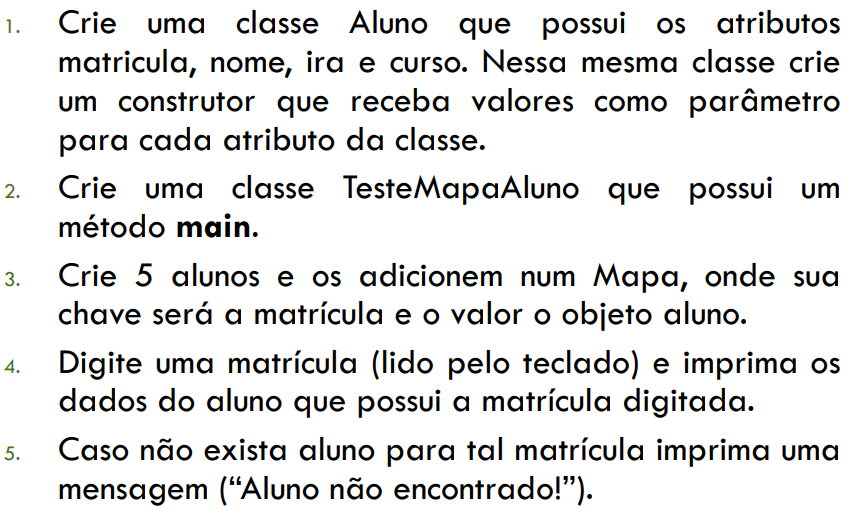 1. Crie uma classe Aluno que possui os atributos
matricula, nome, ira e curso. Nessa mesma classe crie
um construtor que receba valores como parâmetro
para cada atributo da classe.
2. Crie uma classe TesteMapaAluno que possui um
método main.
3. Crie 5 alunos e os adicionem num Mapa, onde sua
chave será a matrícula e o valor o objeto aluno.
4. Digite uma matrícula (lido pelo teclado) e imprima os
dados do aluno que possui a matrícula digitada.
5. Caso não exista aluno para tal matrícula imprima uma
mensagem (“Aluno não encontrado!”).